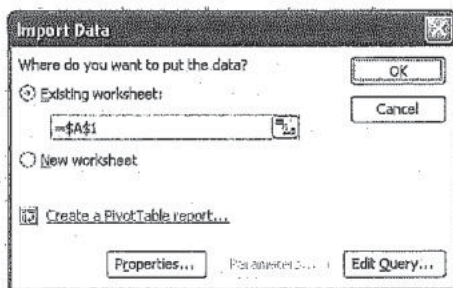 Import Data
Where do you want to put the data?
OK
Existing worksheet:
Cancel
=$A$1
New worksheet
Create a PivotTable report...
Properties... Parameters... Edit Query...